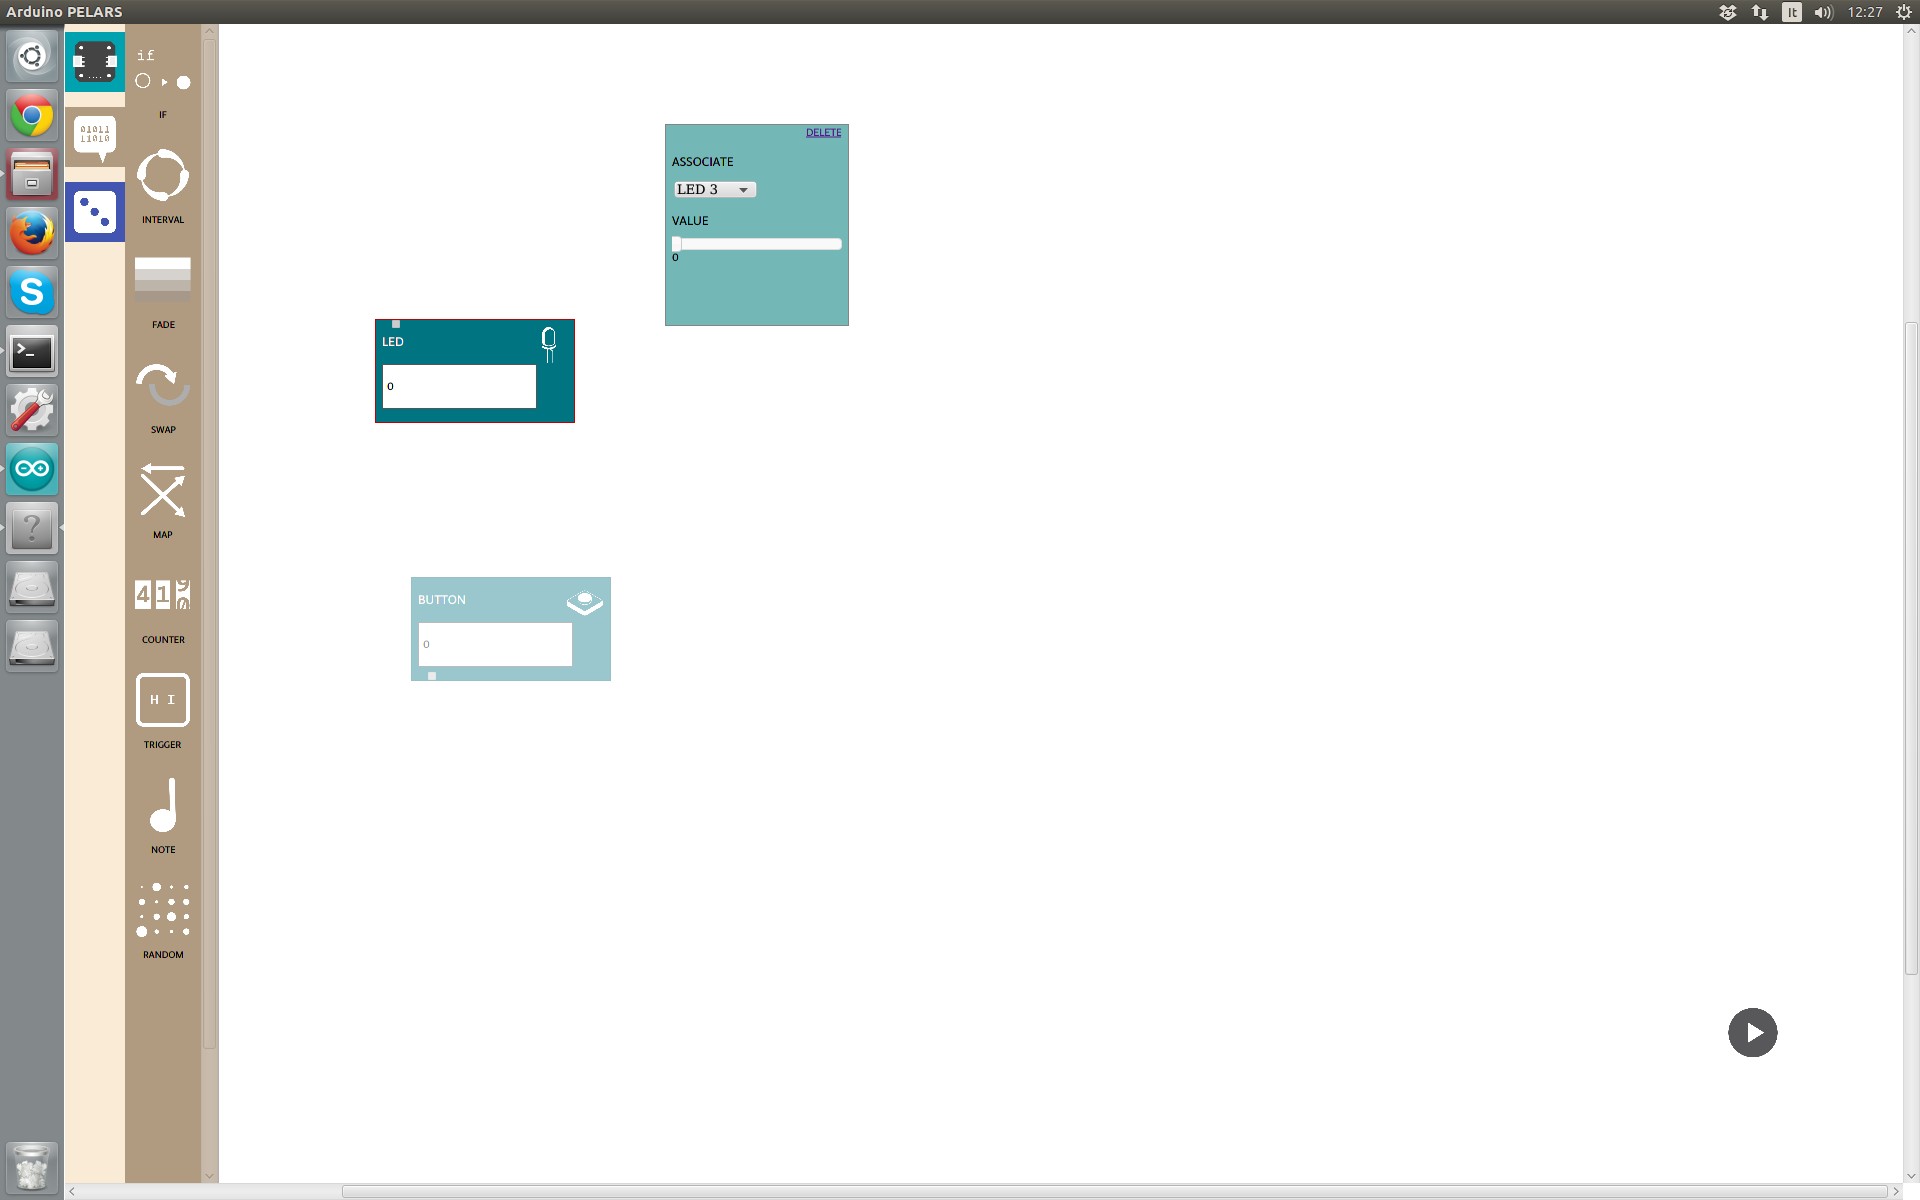 Arduino PELARS
It
12:27
if
IF
01011
11010
INTERVAL
FADE
SWAP
MAP
41
COUNTER
H I
TRIGGER
NOTE
RANDOM
DELETE
ASSOCIATE
LED 3
VALUE
0
LED
0
BUTTON
0
S
>_
?